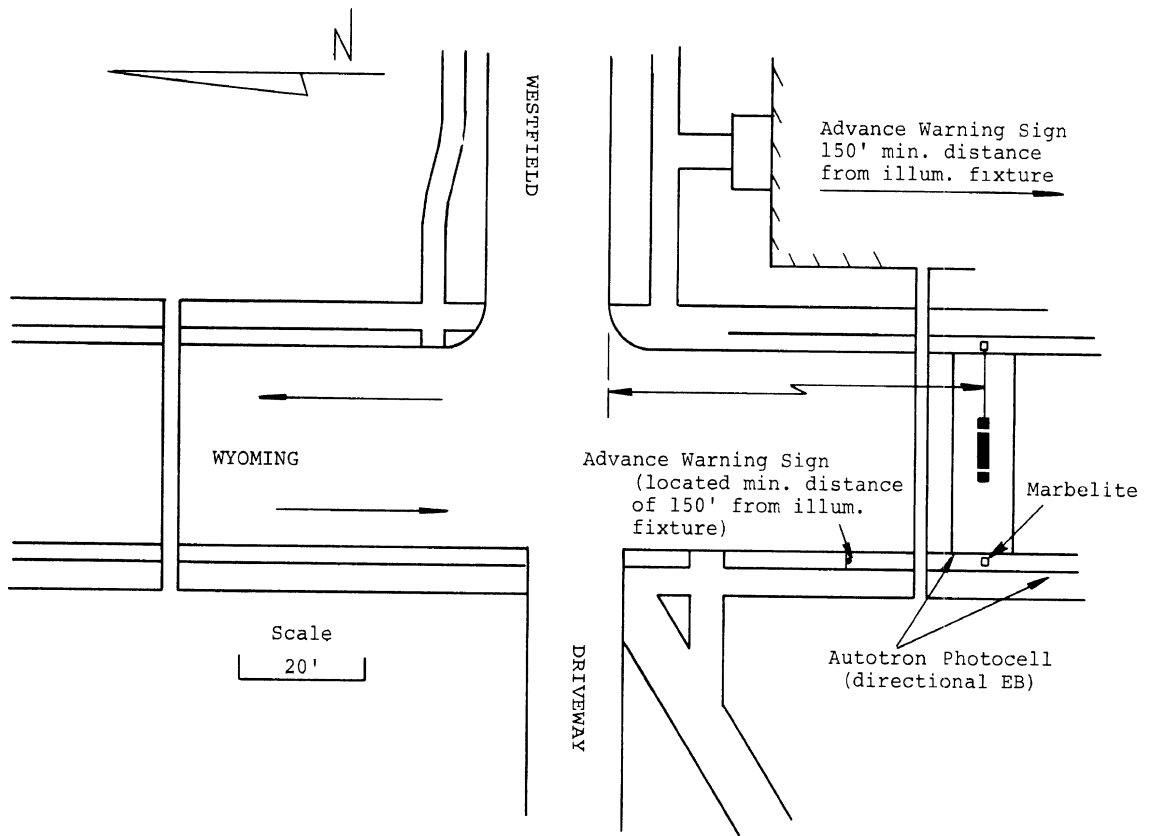 N
WESTFIELD
Advance Warning Sign
150' min. distance
from illum. fixture
WYOMING
Advance Warning Sign
(located min. distance
of 150' from illum.
fixture)
Marbelite
Scale
20'
DRIVEWAY
Autotron Photocell
(directional EB)